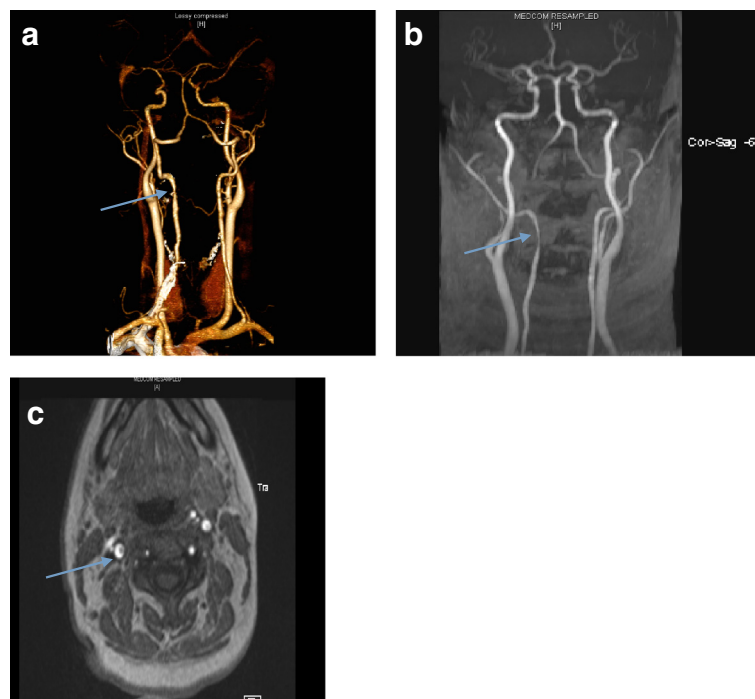 a
Lossy compressed
[H]
b
MEDCOM RESAMPLED
[H]
Cor>Sag -6
c
MEDCOM RESAMPLED
[A]
Tra